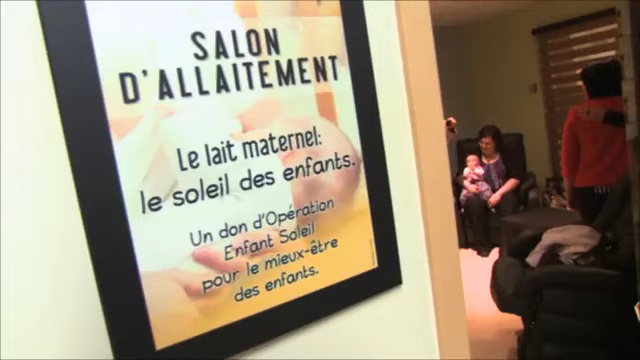 SALON
D'ALLAITEMENT
Le lait maternel:
le soleil des enfants.
Un don d'Opération
Enfant Soleil
pour le mieux-être
des enfants.